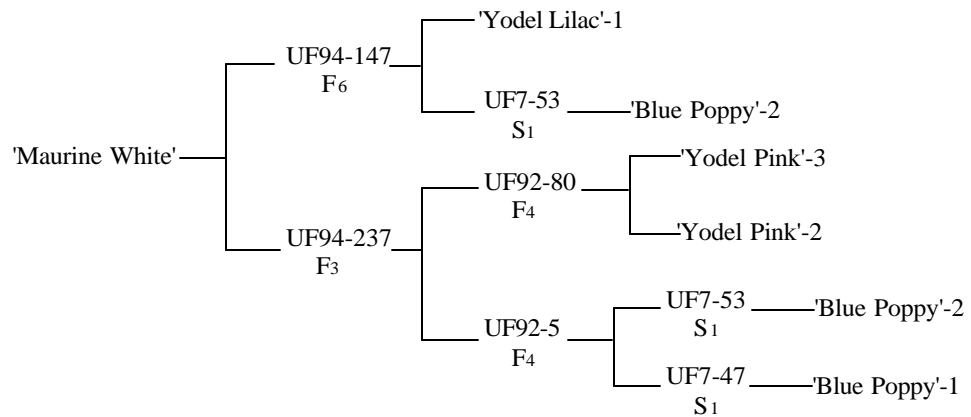 'Yodel Lilac'-1
UF94-147
F6
UF7-53
S1
'Blue Poppy'-2
'Maurine White'
'Yodel Pink'-3
UF92-80
F4
'Yodel Pink'-2
UF94-237
F3
UF7-53
S1
'Blue Poppy'-2
UF92-5
F4
UF7-47
S1
'Blue Poppy'-1